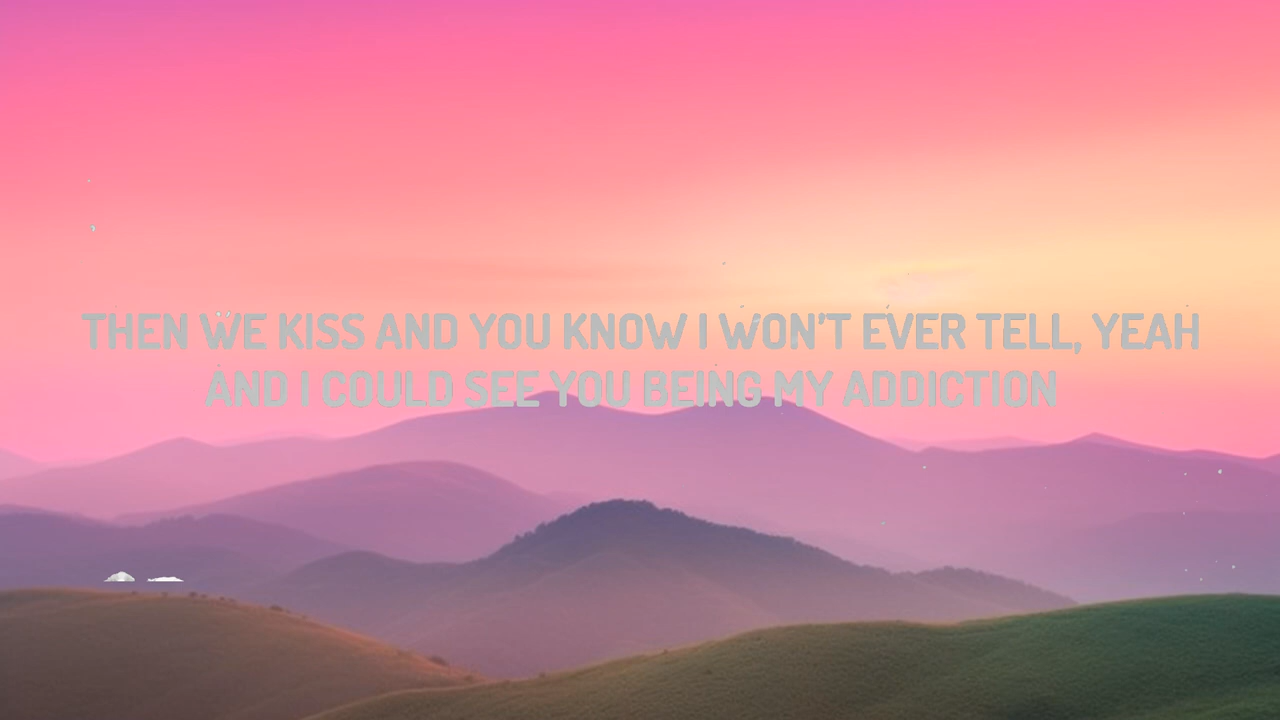 THEN WE KISS AND YOU KNOW I WON'T EVER TELL, YEAH
AND I COULD SEE YOU BEING MY ADDICTION